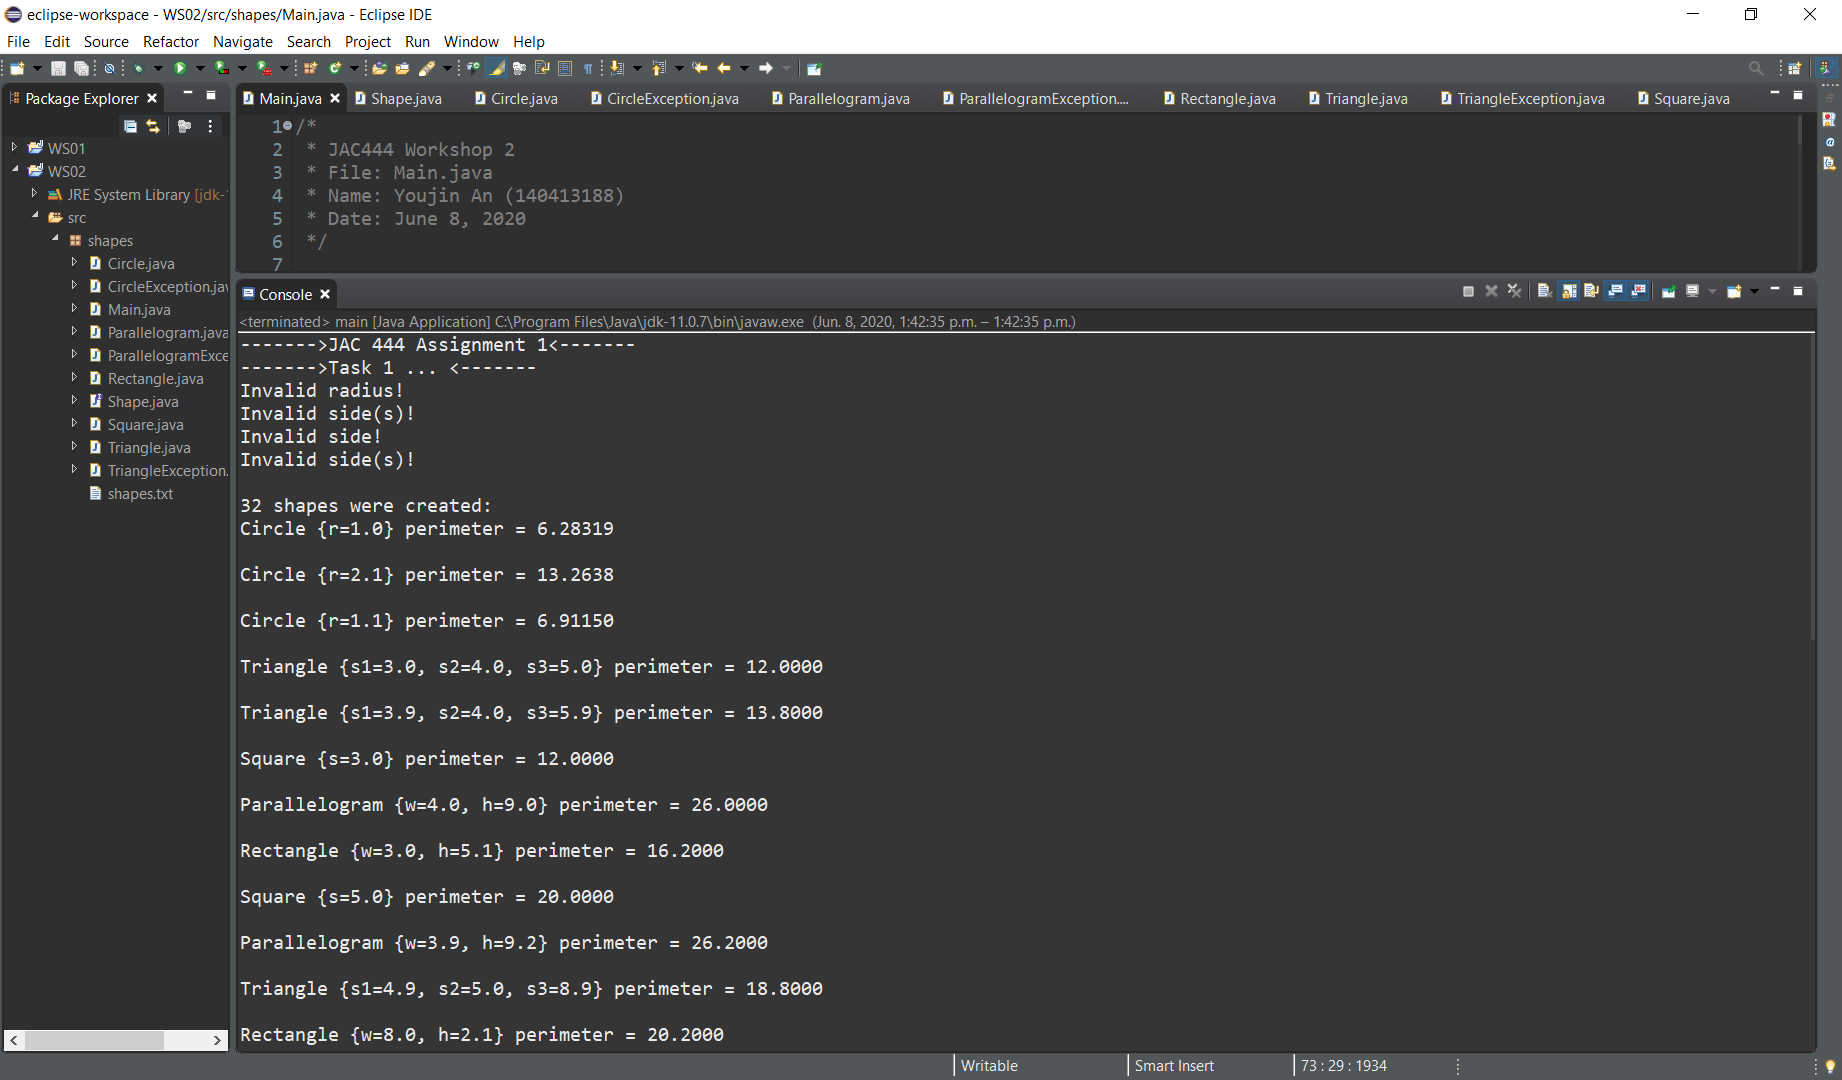 eclipse-workspace - WS02/src/shapes/Main.java - Eclipse IDE
File Edit Source Refactor Navigate Search Project Run Window Help
Package Explorer
Main.java Shape.java Circle.java CircleException.java Parallelogram.java ParallelogramException.... Rectangle.java Triangle.java TriangleException.java Square.java
WS01
WS02
JRE System Library [jdk-
src
shapes
Circle.java
CircleException.jav
Main.java
Parallelogram.java
ParallelogramExce
Rectangle.java
Shape.java
Square.java
Triangle.java
TriangleException.
shapes.txt
1 /*
2 * JAC444 Workshop 2
3 * File: Main.java
4 * Name: Youjin An (140413188)
5 * Date: June 8, 2020
6 */
7
Console
<terminated> main [Java Application] C:\Program Files\Java\jdk-11.0.7\bin\javaw.exe (Jun. 8, 2020, 1:42:35 p.m. – 1:42:35 p.m.)
------->JAC 444 Assignment 1<-------
------->Task 1 ... <-------
Invalid radius!
Invalid side(s)!
Invalid side!
Invalid side(s)!
32 shapes were created:
Circle {r=1.0} perimeter = 6.28319
Circle {r=2.1} perimeter = 13.2638
Circle {r=1.1} perimeter = 6.91150
Triangle {s1=3.0, s2=4.0, s3=5.0} perimeter = 12.0000
Triangle {s1=3.9, s2=4.0, s3=5.9} perimeter = 13.8000
Square {s=3.0} perimeter = 12.0000
Parallelogram {w=4.0, h=9.0} perimeter = 26.0000
Rectangle {w=3.0, h=5.1} perimeter = 16.2000
Square {s=5.0} perimeter = 20.0000
Parallelogram {w=3.9, h=9.2} perimeter = 26.2000
Triangle {s1=4.9, s2=5.0, s3=8.9} perimeter = 18.8000
Rectangle {w=8.0, h=2.1} perimeter = 20.2000
Writable Smart Insert 73 : 29 : 1934